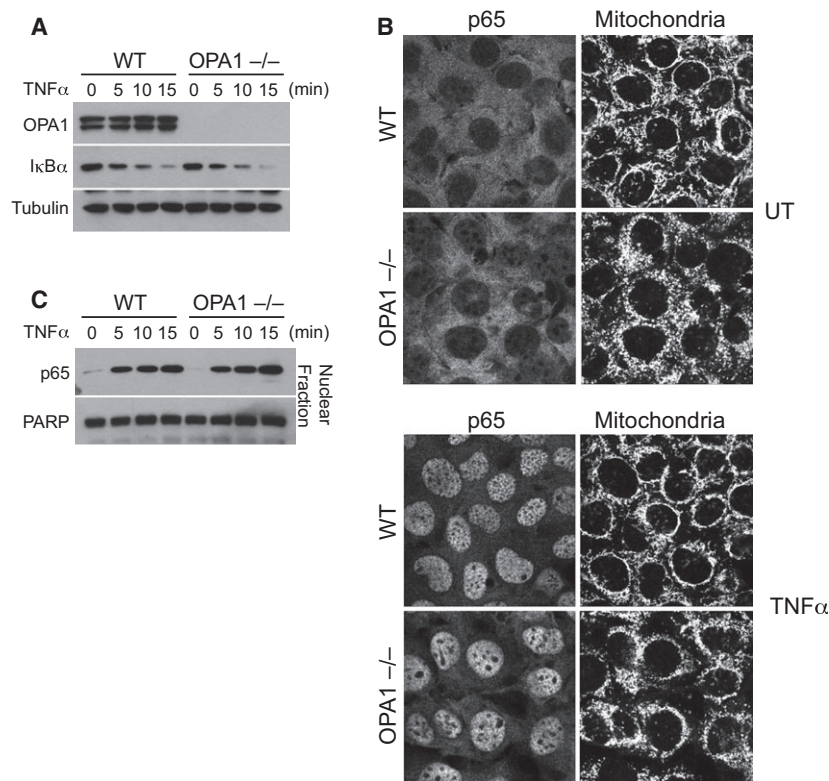 A
WT OPA1 –/–
TNFα 0 5 10 15 0 5 10 15 (min)
OPA1
IκBα
Tubulin
C
WT OPA1 –/–
TNFα 0 5 10 15 0 5 10 15 (min)
p65
PARP
Nuclear
Fraction
B
p65 Mitochondria
WT
OPA1 –/–
UT
p65 Mitochondria
WT
OPA1 –/–
TNFα